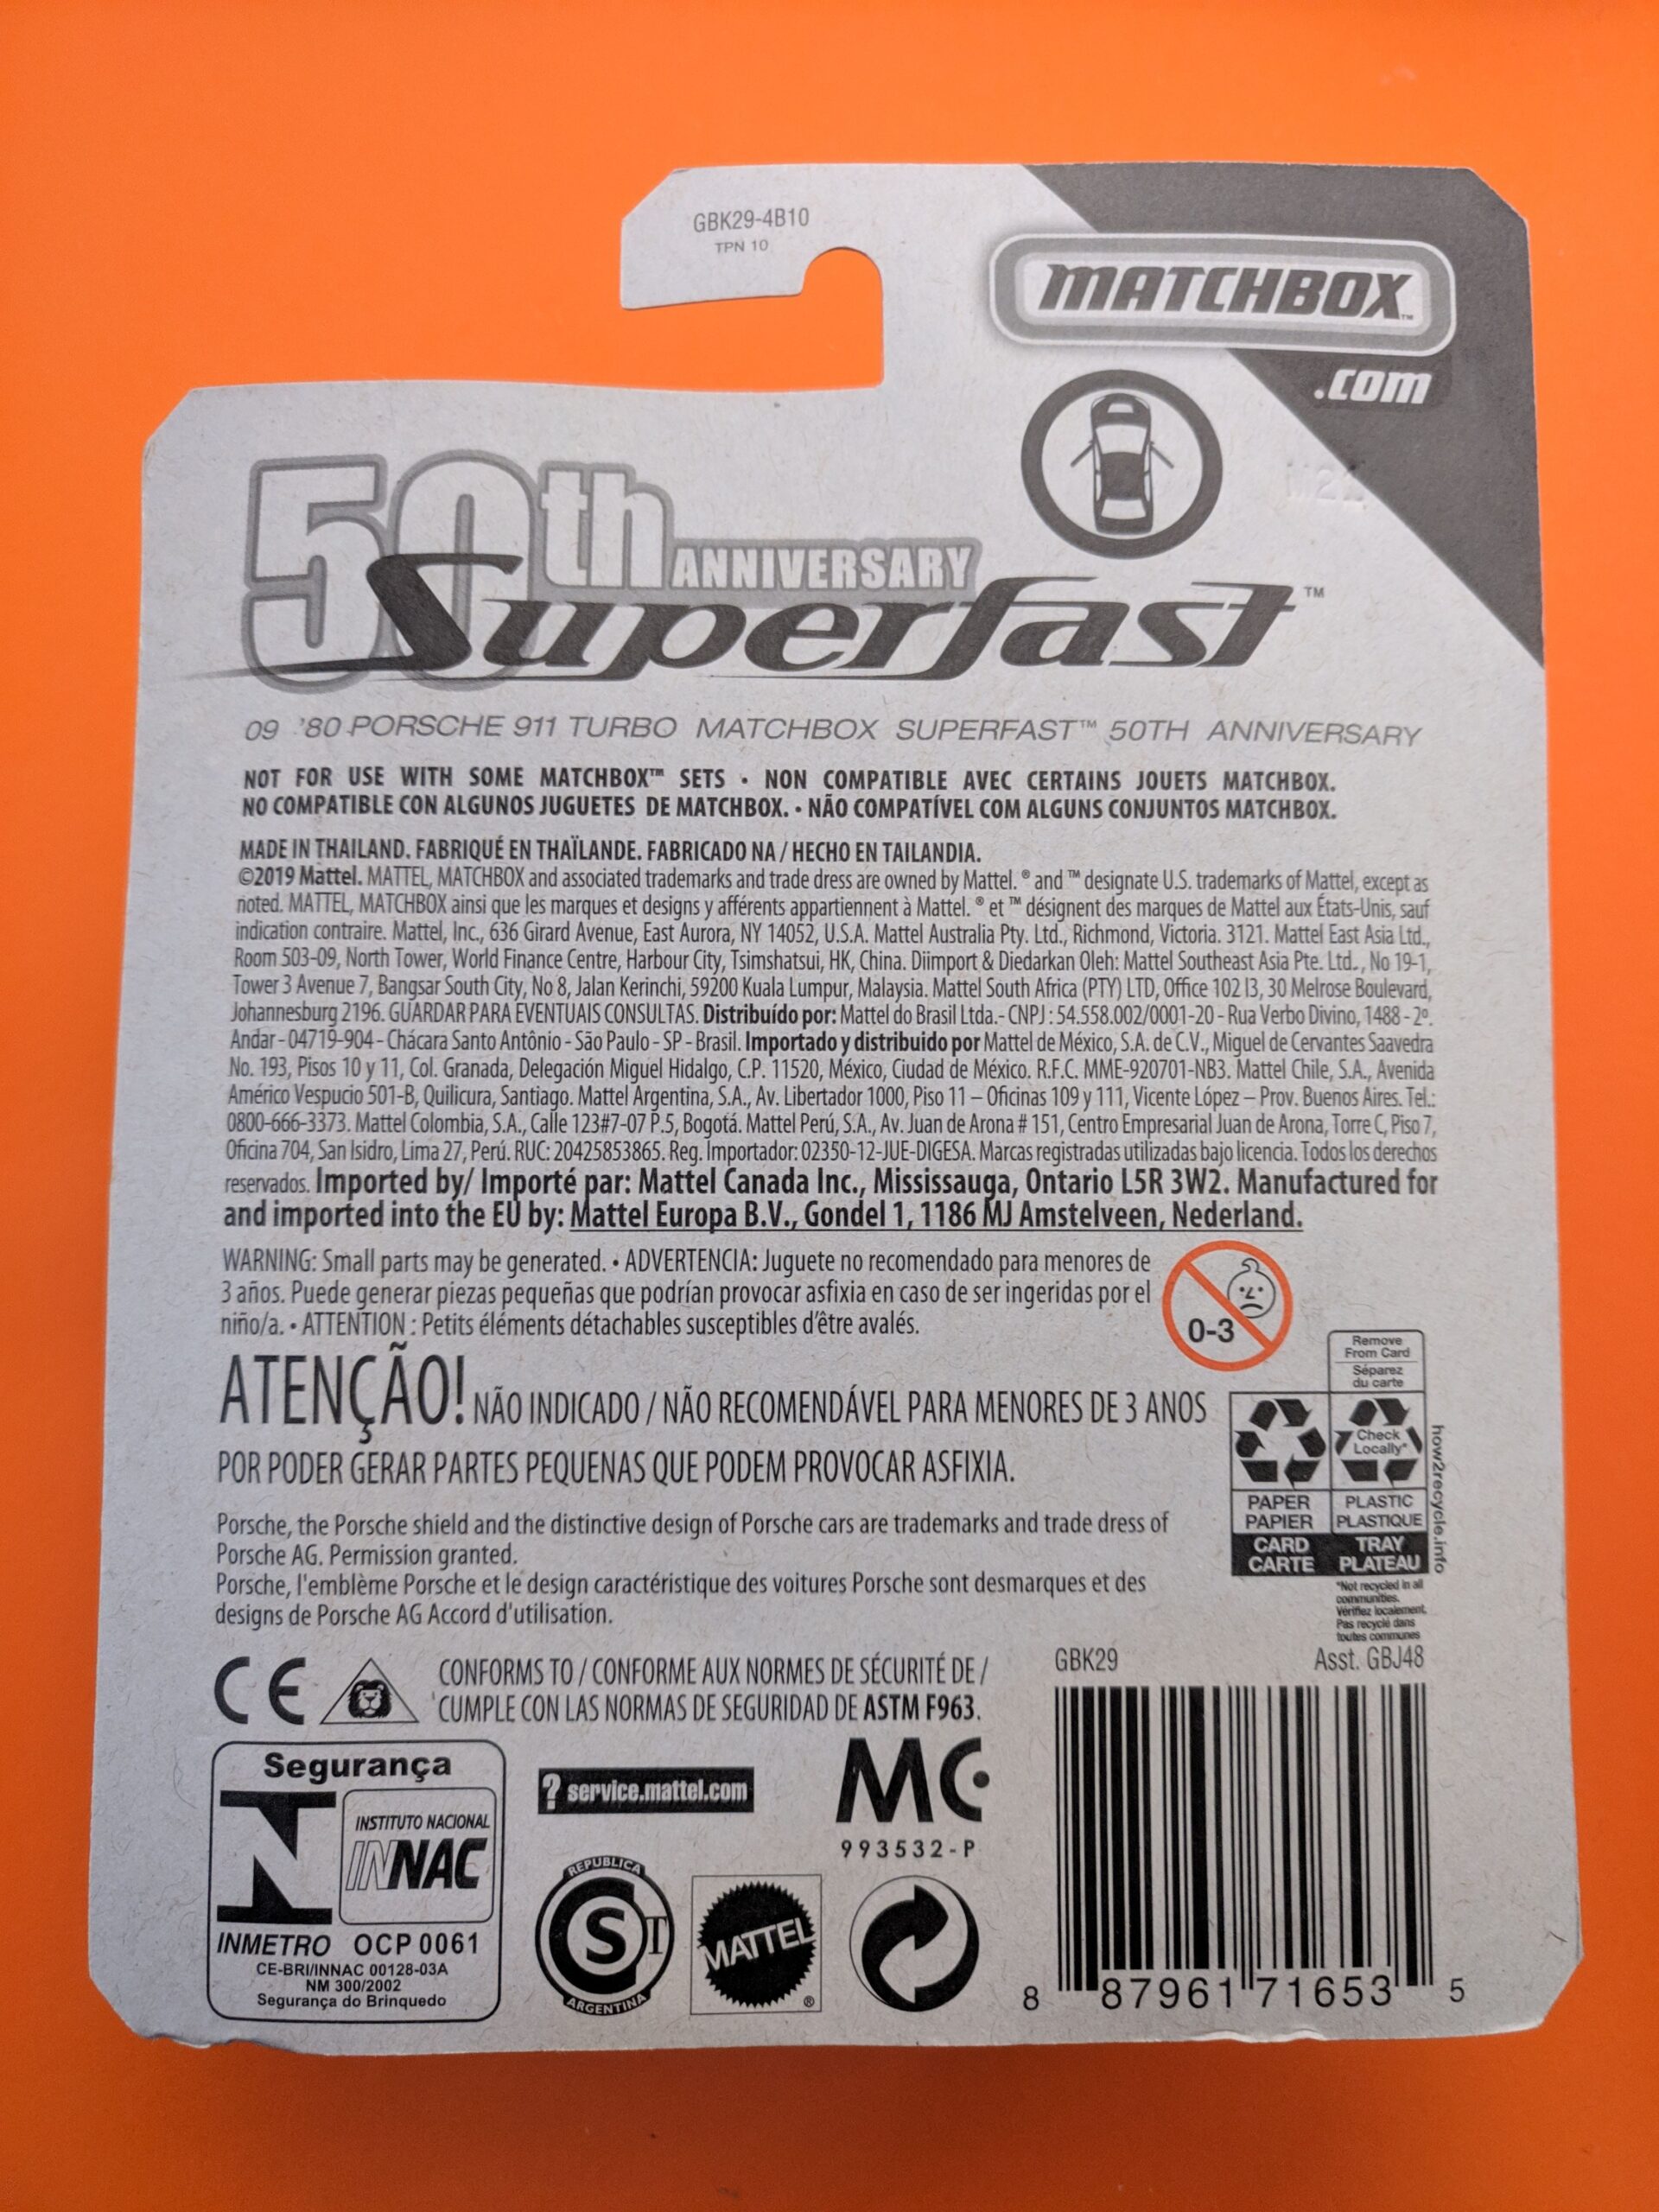 GBK29-4B10
TPN 10
MATCHBOX™
.com
50th ANNIVERSARY
Superfast™
09 '80 PORSCHE 911 TURBO MATCHBOX SUPERFAST™ 50TH ANNIVERSARY
NOT FOR USE WITH SOME MATCHBOX™ SETS • NON COMPATIBLE AVEC CERTAINS JOUETS MATCHBOX.
NO COMPATIBLE CON ALGUNOS JUGUETES DE MATCHBOX. • NÃO COMPATÍVEL COM ALGUNS CONJUNTOS MATCHBOX.
MADE IN THAILAND. FABRIQUÉ EN THAÏLANDE. FABRICADO NA / HECHO EN TAILANDIA.
©2019 Mattel. MATTEL, MATCHBOX and associated trademarks and trade dress are owned by Mattel. ® and ™ designate U.S. trademarks of Mattel, except as
noted. MATTEL, MATCHBOX ainsi que les marques et designs y afférents appartiennent à Mattel. ® et ™ désignent des marques de Mattel aux États-Unis, sauf
indication contraire. Mattel, Inc., 636 Girard Avenue, East Aurora, NY 14052, U.S.A. Mattel Australia Pty. Ltd., Richmond, Victoria. 3121. Mattel East Asia Ltd.,
Room 503-09, North Tower, World Finance Centre, Harbour City, Tsimshatsui, HK, China. Diimport & Diedarkan Oleh: Mattel Southeast Asia Pte. Ltd., No 19-1,
Tower 3 Avenue 7, Bangsar South City, No 8, Jalan Kerinchi, 59200 Kuala Lumpur, Malaysia. Mattel South Africa (PTY) LTD, Office 102 I3, 30 Melrose Boulevard,
Johannesburg 2196. GUARDAR PARA EVENTUAIS CONSULTAS. Distribuído por: Mattel do Brasil Ltda.- CNPJ : 54.558.002/0001-20 - Rua Verbo Divino, 1488 - 2º.
Andar - 04719-904 - Chácara Santo Antônio - São Paulo - SP - Brasil. Importado y distribuido por Mattel de México, S.A. de C.V., Miguel de Cervantes Saavedra
No. 193, Pisos 10 y 11, Col. Granada, Delegación Miguel Hidalgo, C.P. 11520, México, Ciudad de México. R.F.C. MME-920701-NB3. Mattel Chile, S.A., Avenida
Américo Vespucio 501-B, Quilicura, Santiago. Mattel Argentina, S.A., Av. Libertador 1000, Piso 11 – Oficinas 109 y 111, Vicente López – Prov. Buenos Aires. Tel.:
0800-666-3373. Mattel Colombia, S.A., Calle 123#7-07 P.5, Bogotá. Mattel Perú, S.A., Av. Juan de Arona # 151, Centro Empresarial Juan de Arona, Torre C, Piso 7,
Oficina 704, San Isidro, Lima 27, Perú. RUC: 20425853865. Reg. Importador: 02350-12-JUE-DIGESA. Marcas registradas utilizadas bajo licencia. Todos los derechos
reservados. Imported by/ Importé par: Mattel Canada Inc., Mississauga, Ontario L5R 3W2. Manufactured for
and imported into the EU by: Mattel Europa B.V., Gondel 1, 1186 MJ Amstelveen, Nederland.
WARNING: Small parts may be generated. • ADVERTENCIA: Juguete no recomendado para menores de
3 años. Puede generar piezas pequeñas que podrían provocar asfixia en caso de ser ingeridas por el
niño/a. • ATTENTION : Petits éléments détachables susceptibles d'être avalés.
0-3
ATENÇÃO! NÃO INDICADO / NÃO RECOMENDÁVEL PARA MENORES DE 3 ANOS
POR PODER GERAR PARTES PEQUENAS QUE PODEM PROVOCAR ASFIXIA.
Remove
From Card
Séparez
du carte
Check
Locally*
PAPER
PAPIER
PLASTIC
PLASTIQUE
CARD
CARTE
TRAY
PLATEAU
how2recycle.info
*Not recycled in all
communities.
Vérifiez localement.
Pas recyclé dans
toutes communes
Porsche, the Porsche shield and the distinctive design of Porsche cars are trademarks and trade dress of
Porsche AG. Permission granted.
Porsche, l'emblème Porsche et le design caractéristique des voitures Porsche sont desmarques et des
designs de Porsche AG Accord d'utilisation.
CE
CONFORMS TO / CONFORME AUX NORMES DE SÉCURITÉ DE /
CUMPLE CON LAS NORMAS DE SEGURIDAD DE ASTM F963.
GBK29
Asst. GBJ48
Segurança
INSTITUTO NACIONAL
INNAC
INMETRO OCP 0061
CE-BRI/INNAC 00128-03A
NM 300/2002
Segurança do Brinquedo
? service.mattel.com
MC
993532-P
REPUBLICA
S T
ARGENTINA
MATTEL®
8 87961 71653 5